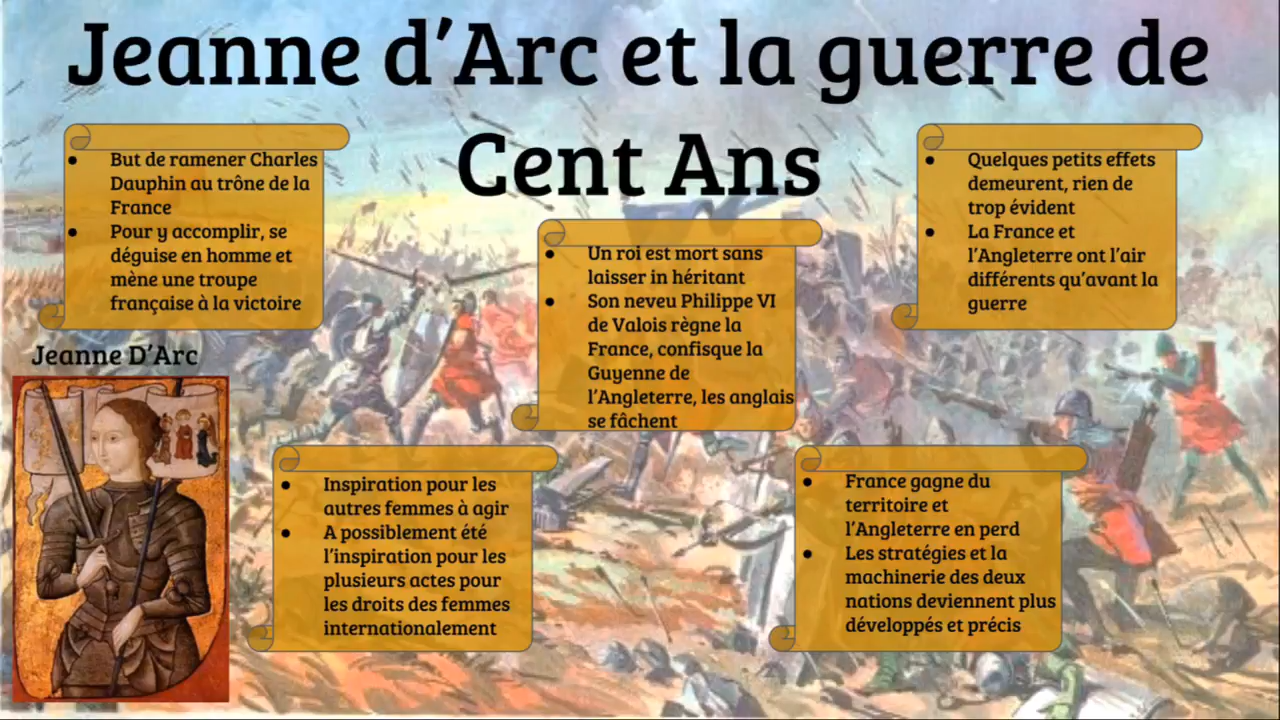 Jeanne d’Arc et la guerre de
Cent Ans
But de ramener Charles
Dauphin au trône de la
France
Pour y accomplir, se
déguise en homme et
mène une troupe
française à la victoire
Jeanne D’Arc
Inspiration pour les
autres femmes à agir
A possiblement été
l’inspiration pour les
plusieurs actes pour
les droits des femmes
internationalement
Un roi est mort sans
laisser in héritant
Son neveu Philippe VI
de Valois règne la
France, confisque la
Guyenne de
l’Angleterre, les anglais
se fâchent
Quelques petits effets
demeurent, rien de
trop évident
La France et
l’Angleterre ont l’air
différents qu’avant la
guerre
France gagne du
territoire et
l’Angleterre en perd
Les stratégies et la
machinerie des deux
nations deviennent plus
développés et précis